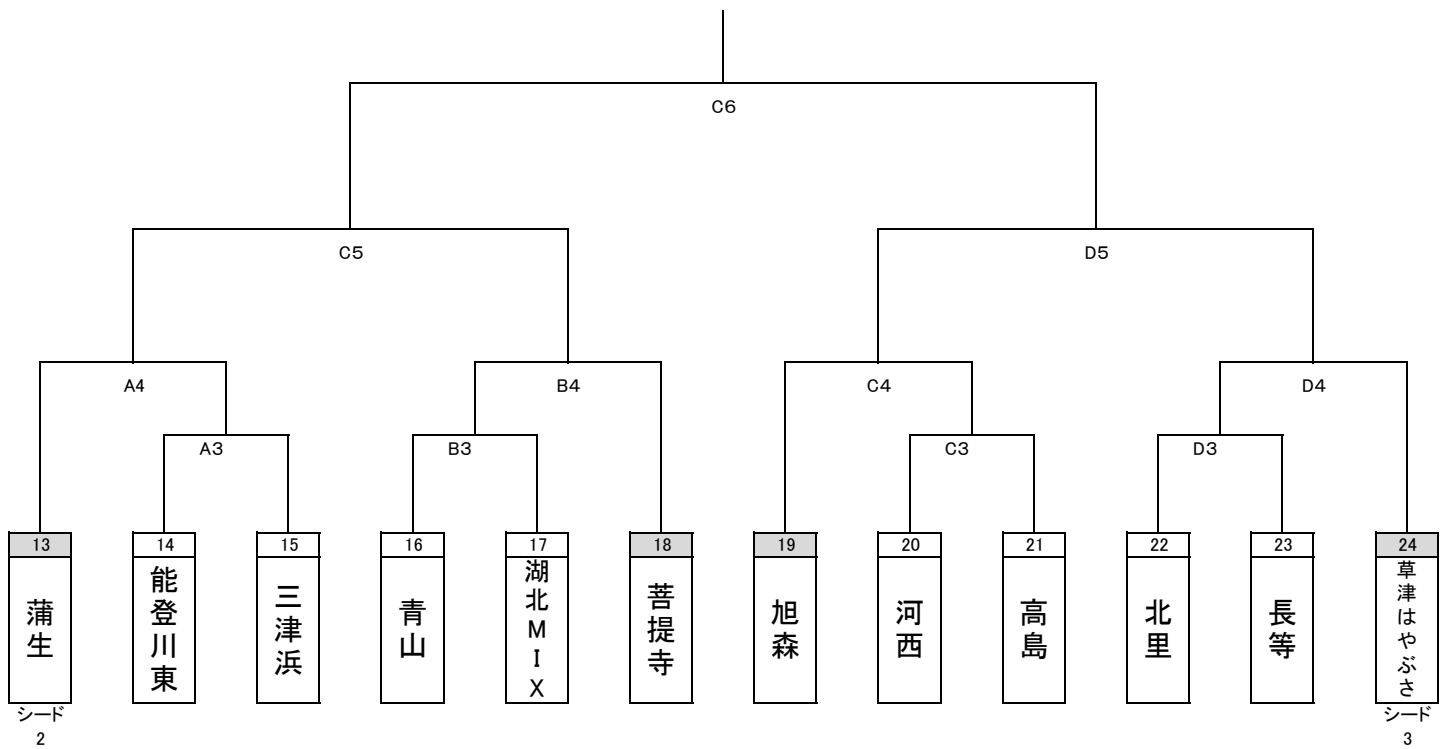 C6
C5
D5
A4
B4
C4
D4
A3
B3
C3
D3
13
14
15
16
17
18
19
20
21
22
23
24
蒲生
能登川東
三津浜
青山
湖北MIX
菩提寺
旭森
河西
高島
北里
長等
草津はやぶさ
シード
2
シード
3